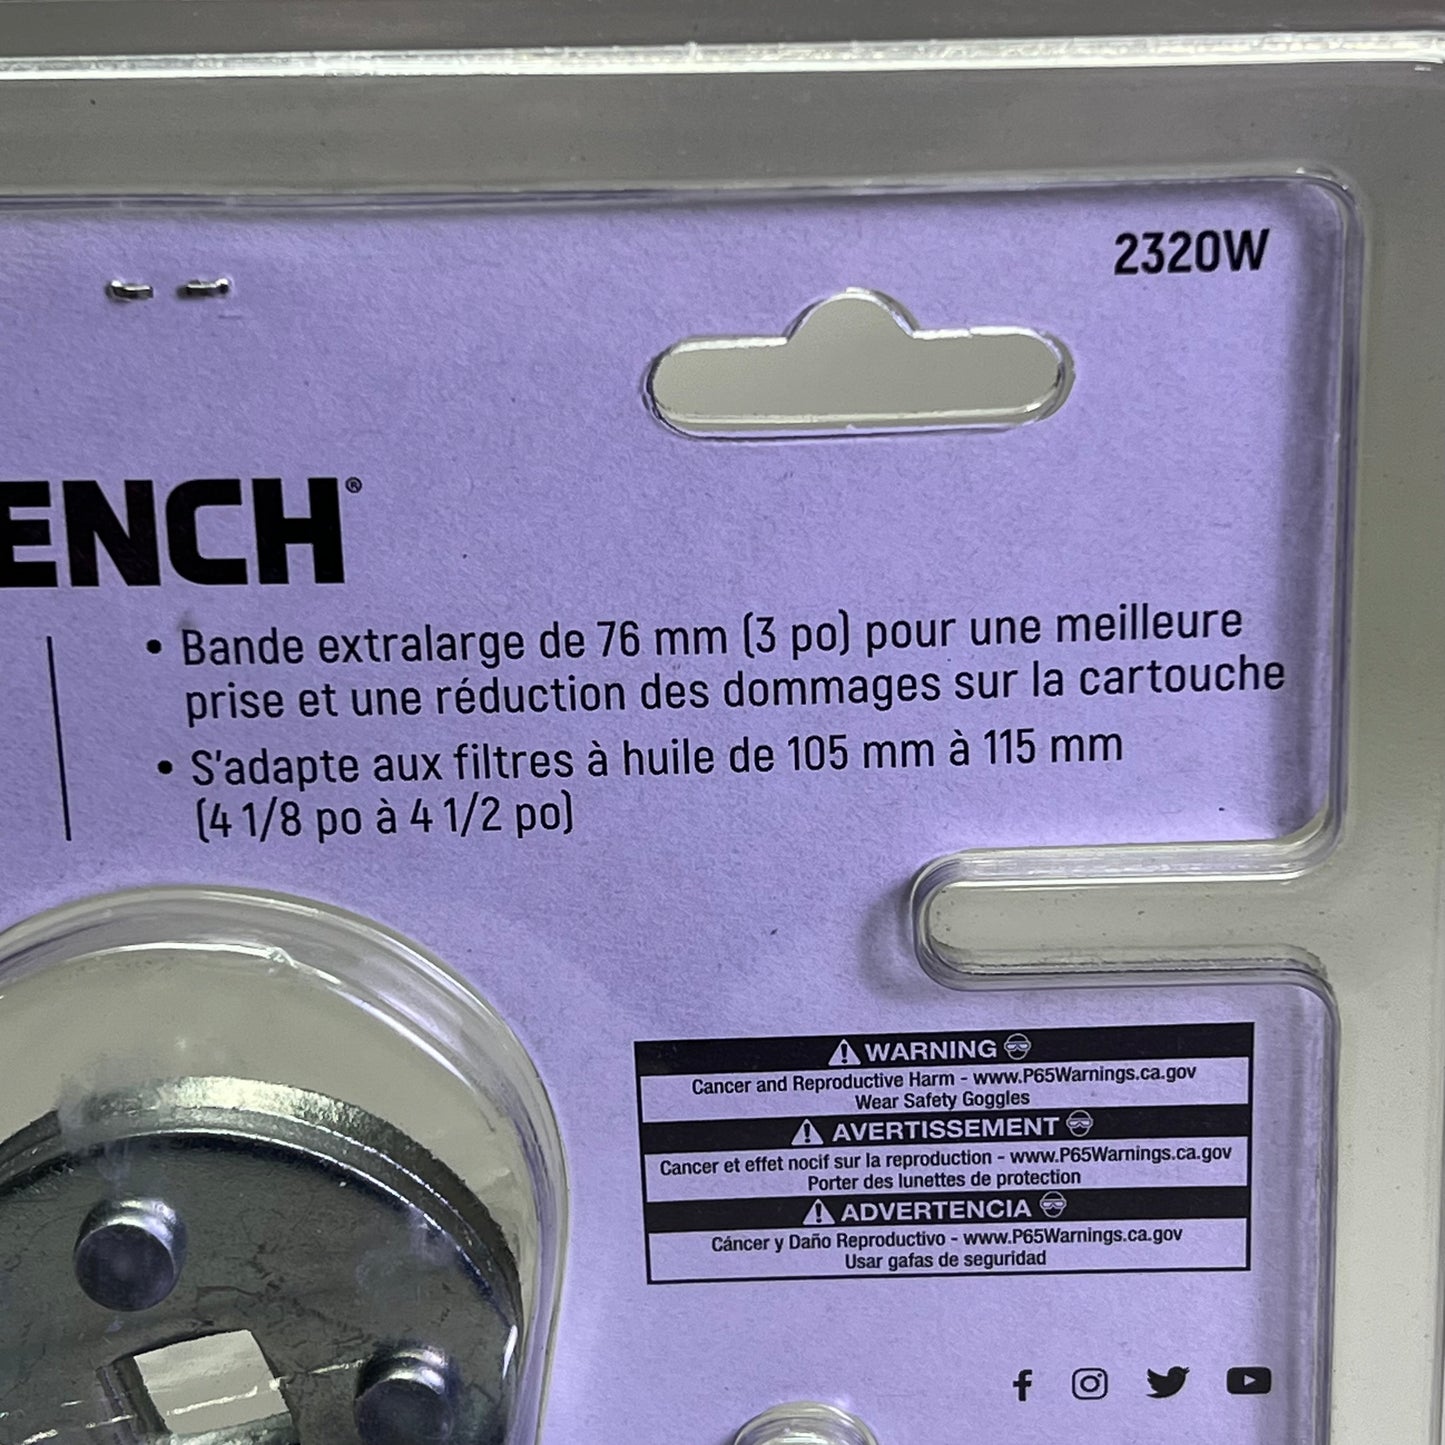 2320W
ENCH®
• Bande extralarge de 76 mm (3 po) pour une meilleure
prise et une réduction des dommages sur la cartouche
• S'adapte aux filtres à huile de 105 mm à 115 mm
(4 1/8 po à 4 1/2 po)
WARNING
Cancer and Reproductive Harm - www.P65Warnings.ca.gov
Wear Safety Goggles
AVERTISSEMENT
Cancer et effet nocif sur la reproduction - www.P65Warnings.ca.gov
Porter des lunettes de protection
ADVERTENCIA
Cáncer y Daño Reproductivo - www.P65Warnings.ca.gov
Usar gafas de seguridad